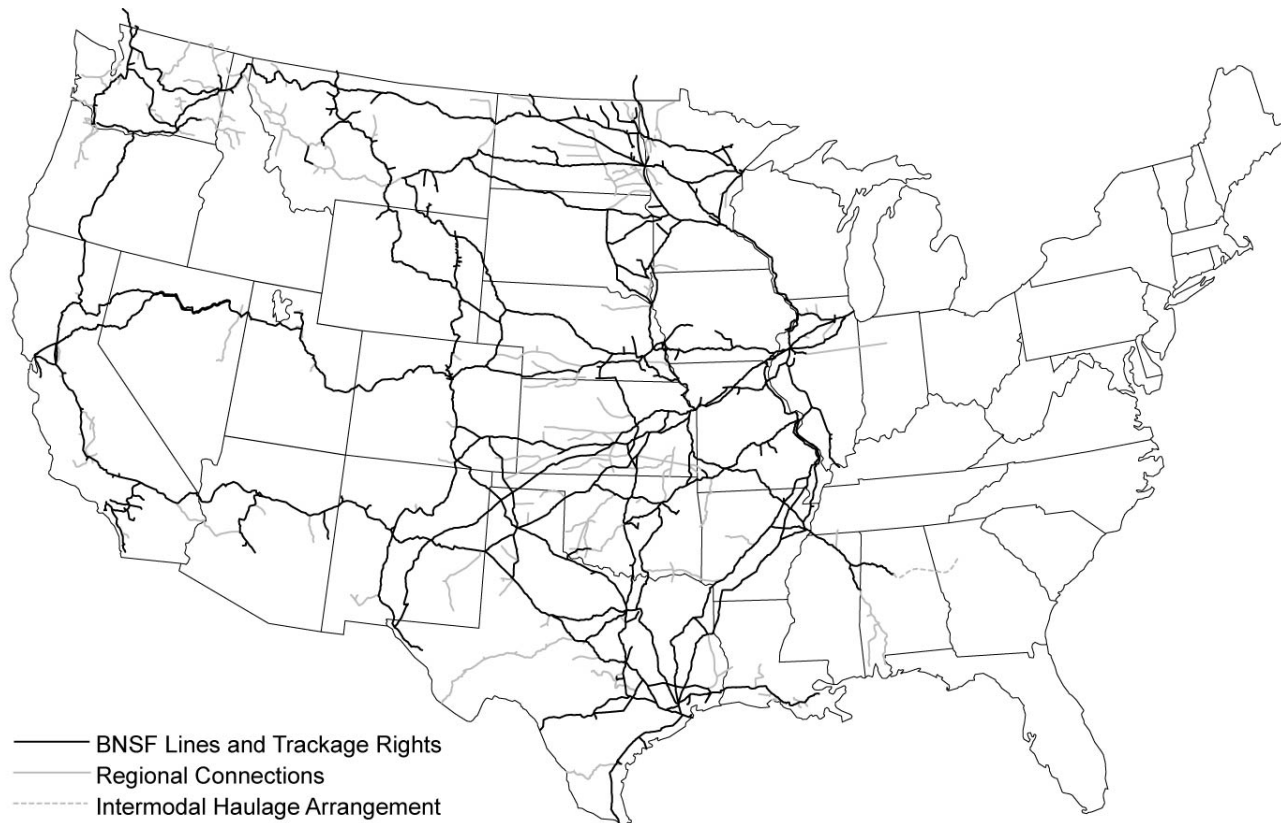 BNSF Lines and Trackage Rights
Regional Connections
Intermodal Haulage Arrangement